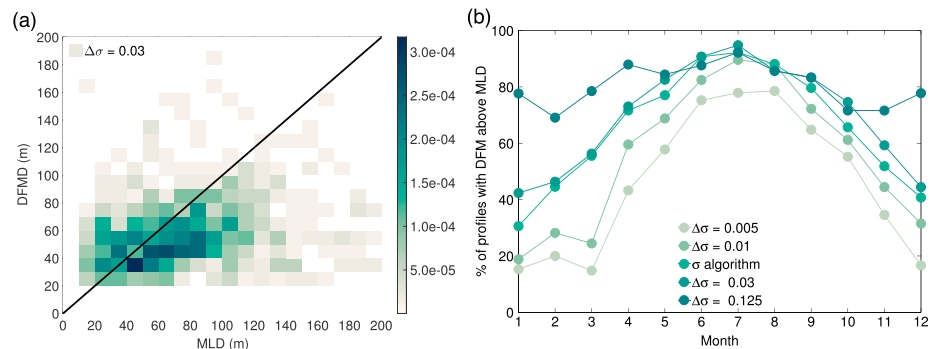 (a)
200
180
160
140
120
100
80
60
40
20
0
DFMD (m)
Δσ = 0.03
0 20 40 60 80 100 120 140 160 180 200
MLD (m)
3.0e-04
2.5e-04
2.0e-04
1.5e-04
1.0e-04
5.0e-05
(b)
100
80
60
40
20
0
% of profiles with DFM above MLD
Δσ = 0.005
Δσ = 0.01
σ algorithm
Δσ = 0.03
Δσ = 0.125
1 2 3 4 5 6 7 8 9 10 11 12
Month